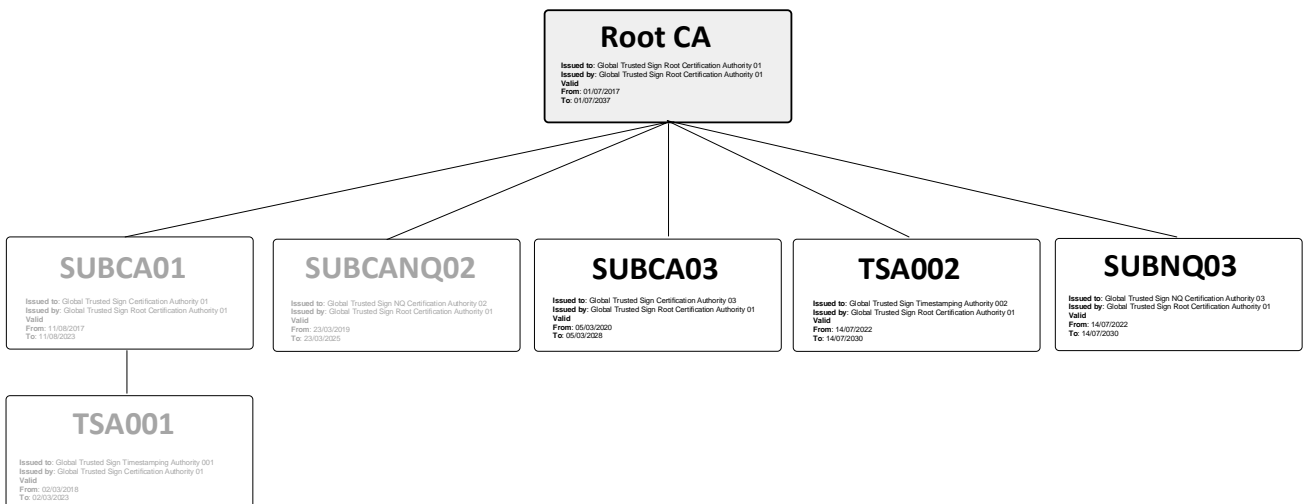 Root CA
Issued to: Global Trusted Sign Root Certification Authority 01
Issued by: Global Trusted Sign Root Certification Authority 01
Valid
From: 01/07/2017
To: 01/07/2037
SUBCA01
Issued to: Global Trusted Sign Certification Authority 01
Issued by: Global Trusted Sign Root Certification Authority 01
Valid
From: 11/08/2017
To: 11/08/2023
SUBCANQ02
Issued to: Global Trusted Sign NQ Certification Authority 02
Issued by: Global Trusted Sign Root Certification Authority 01
Valid
From: 23/03/2019
To: 23/03/2025
SUBCA03
Issued to: Global Trusted Sign Certification Authority 03
Issued by: Global Trusted Sign Root Certification Authority 01
Valid
From: 05/03/2020
To: 05/03/2028
TSA002
Issued to: Global Trusted Sign Timestamping Authority 002
Issued by: Global Trusted Sign Root Certification Authority 01
Valid
From: 14/07/2022
To: 14/07/2030
SUBNQ03
Issued to: Global Trusted Sign NQ Certification Authority 03
Issued by: Global Trusted Sign Root Certification Authority 01
Valid
From: 14/07/2022
To: 14/07/2030
TSA001
Issued to: Global Trusted Sign Timestamping Authority 001
Issued by: Global Trusted Sign Certification Authority 01
Valid
From: 02/03/2018
To: 02/03/2023